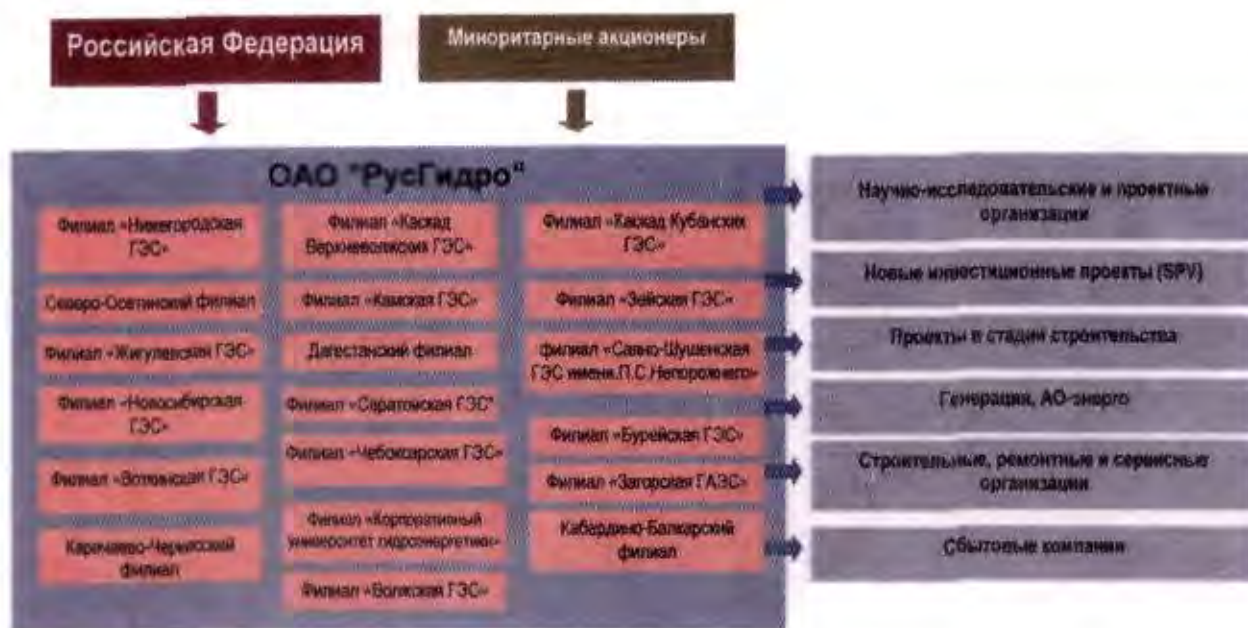 Российская Федерация
Миноритарные акционеры
ОАО "РусГидро"
Филиал «Нижегородская
ГЭС»
Северо-Осетинский филиал
Филиал «Жигулевская ГЭС»
Филиал «Новосибирская
ГЭС»
Филиал «Воткинская ГЭС»
Карачаево-Черкесский
филиал
Филиал «Каскад
Верхневолжских ГЭС»
Филиал «Камская ГЭС»
Дагестанский филиал
Филиал «Саратовская ГЭС"
Филиал «Чебоксарская ГЭС»
Филиал «Корпоративный
университет гидроэнергетики»
Филиал «Волжская ГЭС»
Филиал «Каскад Кубанских
ГЭС»
Филиал «Зейская ГЭС»
филиал «Саяно-Шушенская
ГЭС имени.П.С.Непорожнего»
Филиал «Бурейская ГЭС»
Филиал «Загорская ГАЭС»
Кабардино-Балкарский
филиал
Научно-исследовательские и проектные
организации
Новые инвестиционные проекты (SPV)
Проекты в стадии строительства
Генерация, АО-энерго
Строительные, ремонтные и сервисные
организации
Сбытовые компании